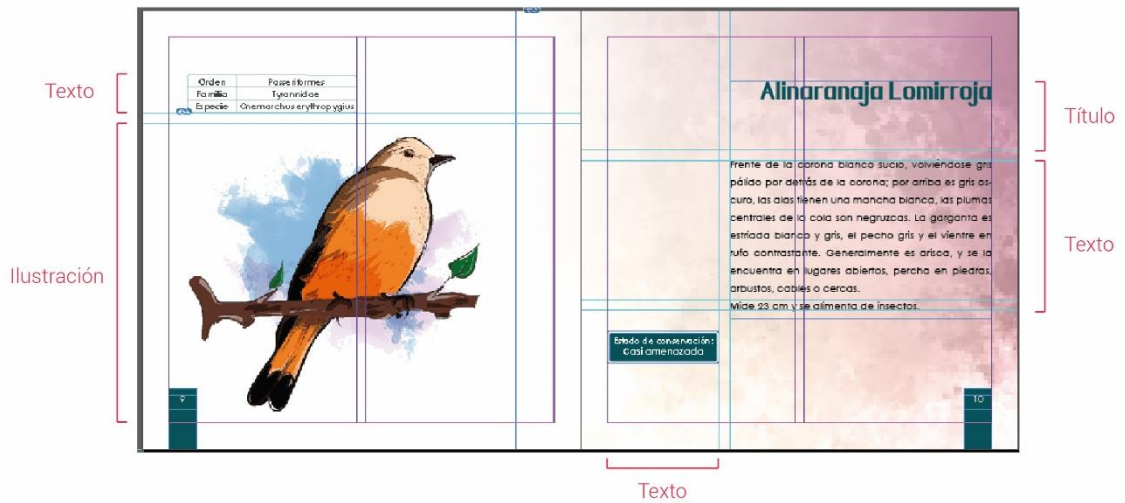 Texto
Orden Passeriformes
Familia Tyrannidae
Especie Cnemarchus erythropygius
Ilustración
9
Alinaranaja Lomirroja
Título
Frente de la corona blanco sucio, volviéndose gris
pálido por detrás de la corona; por arriba es gris os-
curo, las alas tienen una mancha blanca, las plumas
centrales de la cola son negruzcas. La garganta es
estriada blanco y gris, el pecho gris y el vientre en
rufo contrastante. Generalmente es arisca, y se la
encuentra en lugares abiertos, percha en piedras,
arbustos, cables o cercas.
Mide 23 cm y se alimenta de insectos.
Texto
Estado de conservación:
Casi amenazada
10
Texto